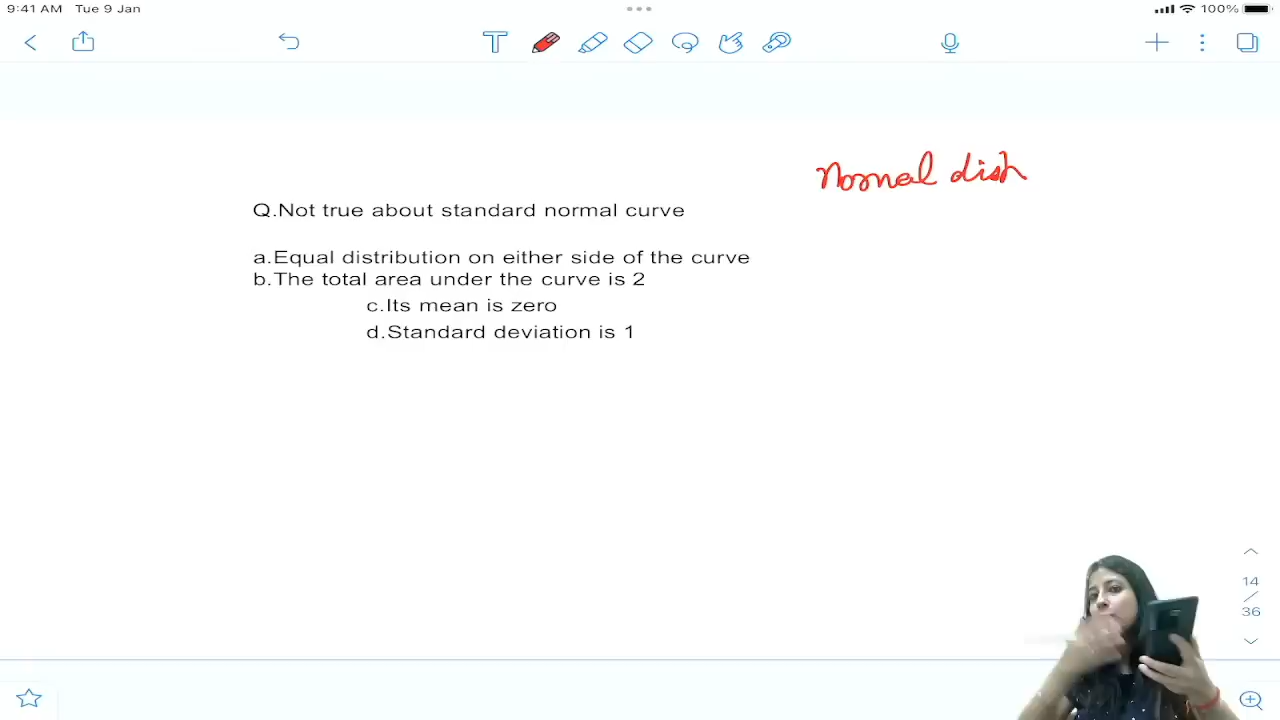 9:41 AM Tue 9 Jan
100%
Normal dish
Q.Not true about standard normal curve
a.Equal distribution on either side of the curve
b.The total area under the curve is 2
c.Its mean is zero
d.Standard deviation is 1
14
36